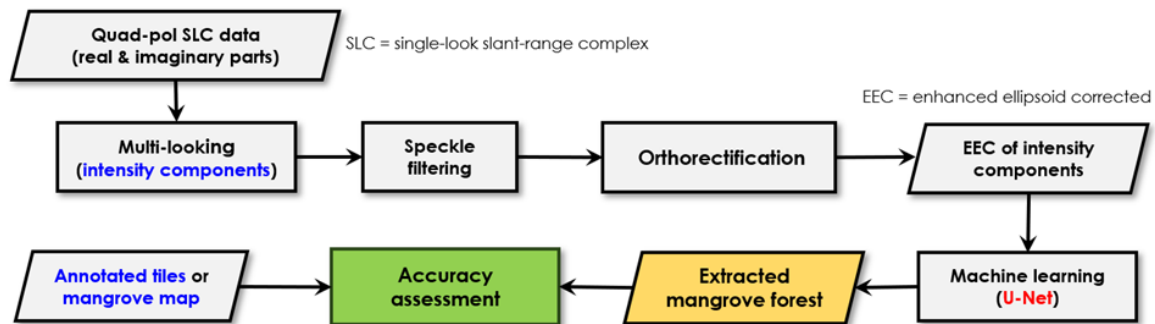 Quad-pol SLC data
(real & imaginary parts)
SLC = single-look slant-range complex
EEC = enhanced ellipsoid corrected
Multi-looking
(intensity components)
Speckle
filtering
Orthorectification
EEC of intensity
components
Annotated tiles or
mangrove map
Accuracy
assessment
Extracted
mangrove forest
Machine learning
(U-Net)